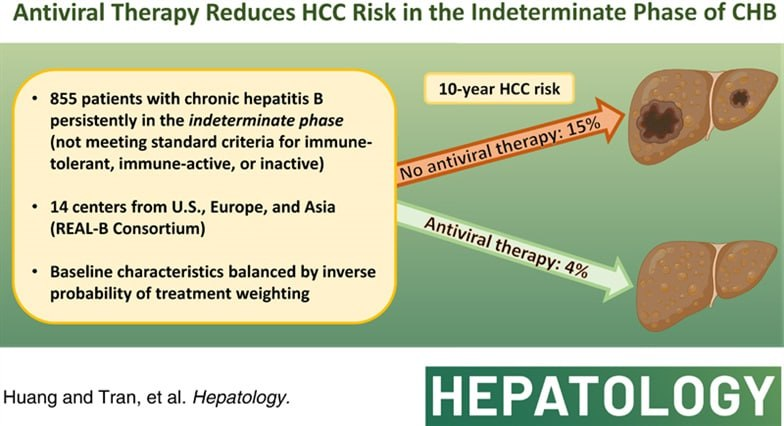 Antiviral Therapy Reduces HCC Risk in the Indeterminate Phase of CHB
• 855 patients with chronic hepatitis B
persistently in the indeterminate phase
(not meeting standard criteria for immune-
tolerant, immune-active, or inactive)
• 14 centers from U.S., Europe, and Asia
(REAL-B Consortium)
• Baseline characteristics balanced by inverse
probability of treatment weighting
10-year HCC risk
No antiviral therapy: 15%
Antiviral therapy: 4%
Huang and Tran, et al. Hepatology.
HEPATOLOGY